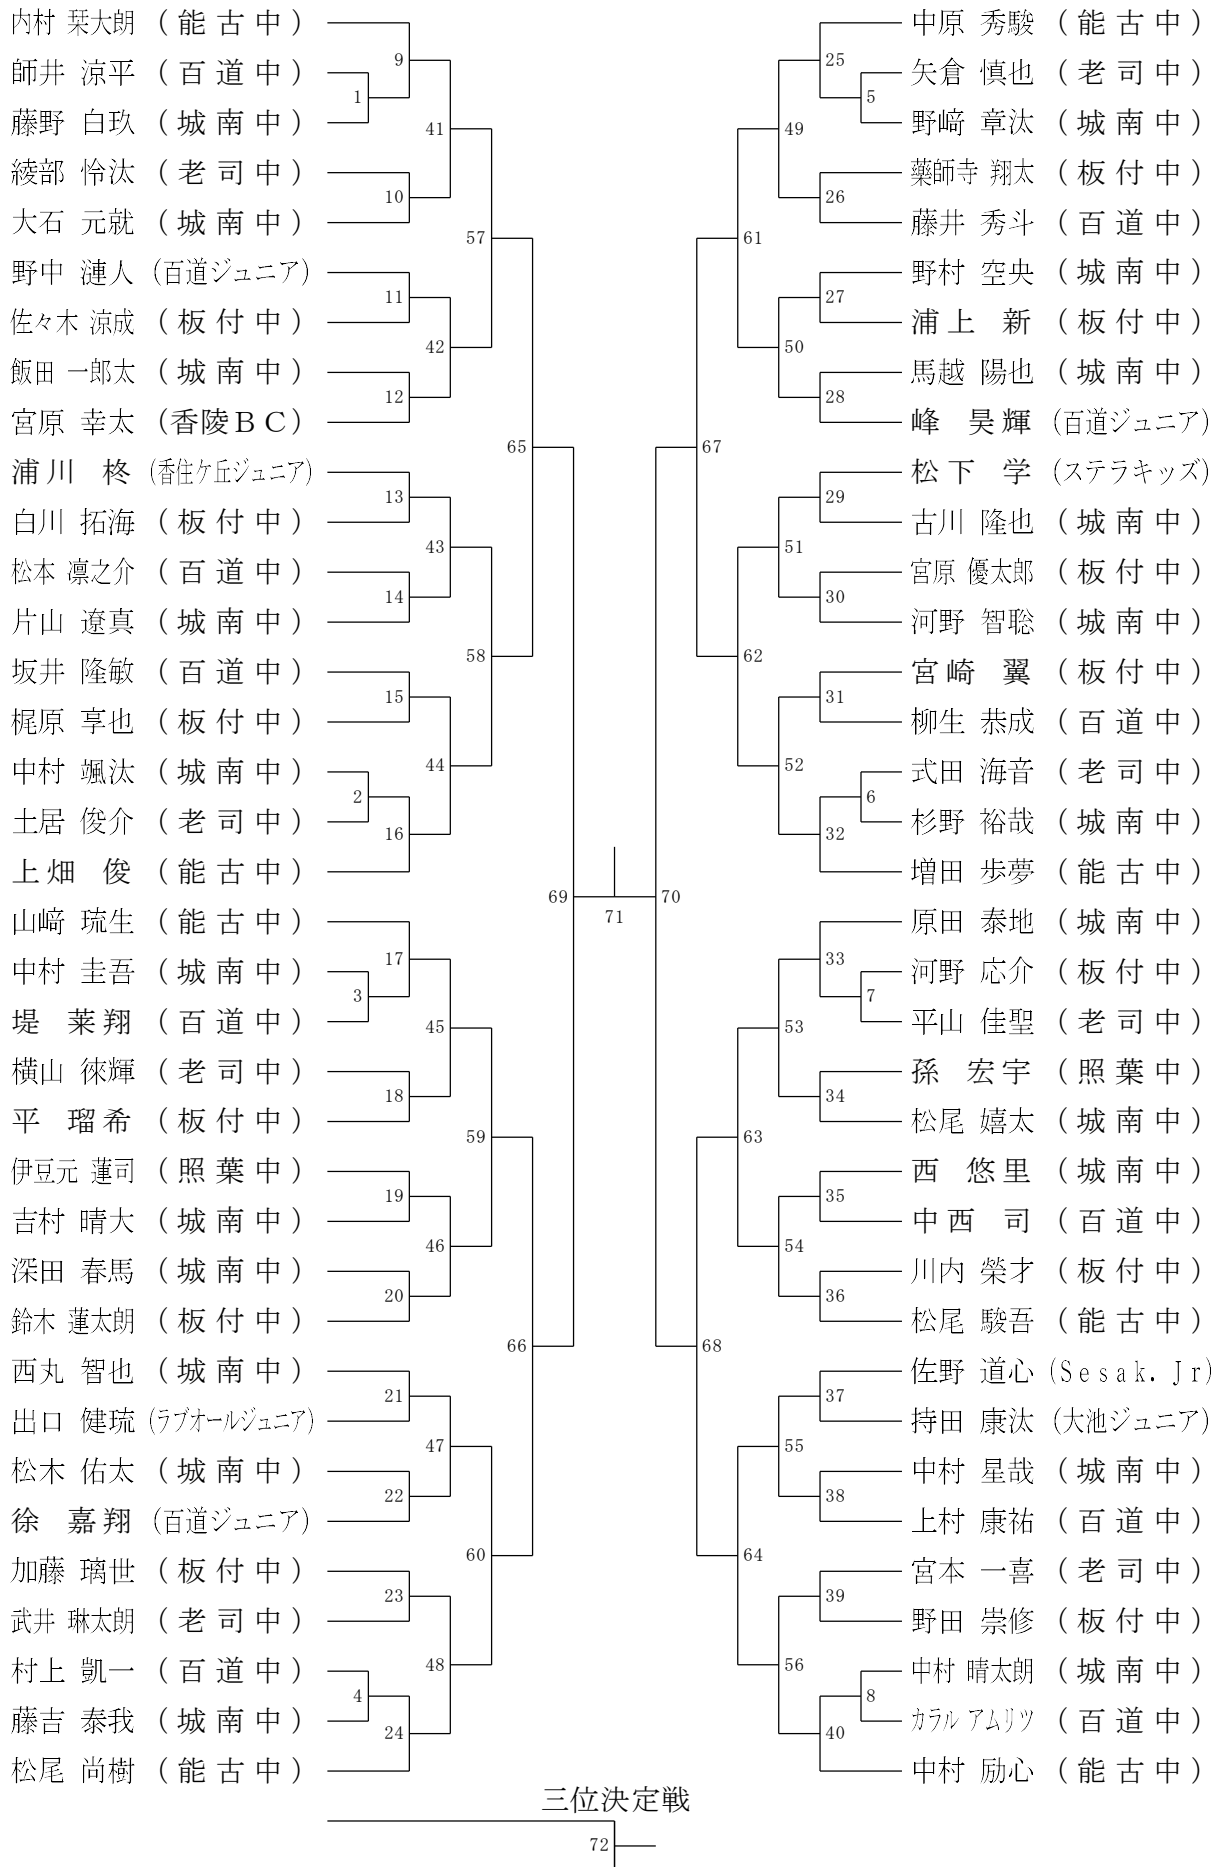 内村 栞大朗 (能古中)
師井 涼平 (百道中)
藤野 白玖 (城南中)
綾部 怜汰 (老司中)
大石 元就 (城南中)
野中 漣人 (百道ジュニア)
佐々木 涼成 (板付中)
飯田 一郎太 (城南中)
宮原 幸太 (香陵BC)
浦川 柊 (香住ケ丘ジュニア)
白川 拓海 (板付中)
松本 凛之介 (百道中)
片山 遼真 (城南中)
坂井 隆敏 (百道中)
梶原 享也 (板付中)
中村 颯汰 (城南中)
土居 俊介 (老司中)
上畑 俊 (能古中)
山﨑 琉生 (能古中)
中村 圭吾 (城南中)
堤 莱翔 (百道中)
横山 徠輝 (老司中)
平 瑠希 (板付中)
伊豆元 蓮司 (照葉中)
吉村 晴大 (城南中)
深田 春馬 (城南中)
鈴木 蓮太朗 (板付中)
西丸 智也 (城南中)
出口 健琉 (ラブオールジュニア)
松木 佑太 (城南中)
徐 嘉翔 (百道ジュニア)
加藤 璃世 (板付中)
武井 琳太朗 (老司中)
村上 凱一 (百道中)
藤吉 泰我 (城南中)
松尾 尚樹 (能古中)
1
2
3
4
9
10
11
12
13
14
15
16
17
18
19
20
21
22
23
24
41
42
43
44
45
46
47
48
57
58
59
60
65
66
69
71
70
67
68
61
62
63
64
49
50
51
52
53
54
55
56
25
26
27
28
29
30
31
32
33
34
35
36
37
38
39
40
5
6
7
8
中原 秀駿 (能古中)
矢倉 慎也 (老司中)
野﨑 章汰 (城南中)
藥師寺 翔太 (板付中)
藤井 秀斗 (百道中)
野村 空央 (城南中)
浦上 新 (板付中)
馬越 陽也 (城南中)
峰 昊輝 (百道ジュニア)
松下 学 (ステラキッズ)
古川 隆也 (城南中)
宮原 優太郎 (板付中)
河野 智聡 (城南中)
宮崎 翼 (板付中)
柳生 恭成 (百道中)
式田 海音 (老司中)
杉野 裕哉 (城南中)
増田 歩夢 (能古中)
原田 泰地 (城南中)
河野 応介 (板付中)
平山 佳聖 (老司中)
孫 宏宇 (照葉中)
松尾 嬉太 (城南中)
西 悠里 (城南中)
中西 司 (百道中)
川内 榮才 (板付中)
松尾 駿吾 (能古中)
佐野 道心 (Sesak. Jr)
持田 康汰 (大池ジュニア)
中村 星哉 (城南中)
上村 康祐 (百道中)
宮本 一喜 (老司中)
野田 崇修 (板付中)
中村 晴太朗 (城南中)
カラル アムリツ (百道中)
中村 励心 (能古中)
三位決定戦
72